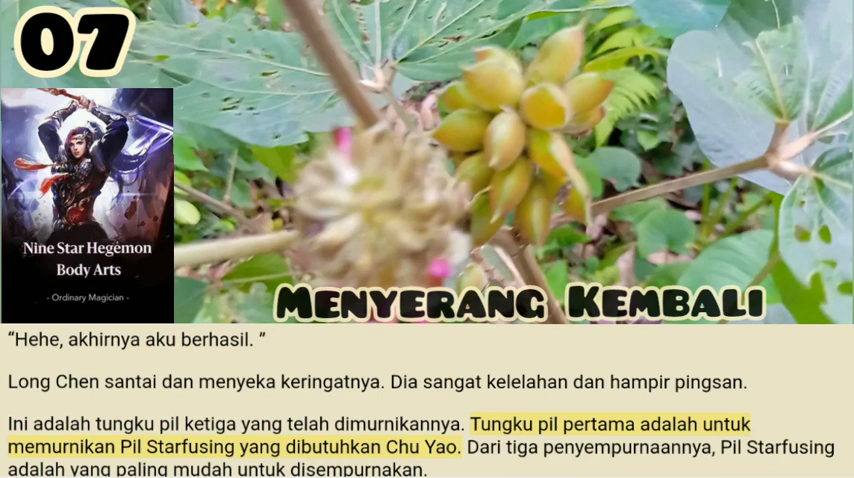 07
Nine Star Hegemon
Body Arts
- Ordinary Magician -
MENYERANG KEMBALI
“Hehe, akhirnya aku berhasil. ”
Long Chen santai dan menyeka keringatnya. Dia sangat kelelahan dan hampir pingsan.
Ini adalah tungku pil ketiga yang telah dimurnikannya. Tungku pil pertama adalah untuk
memurnikan Pil Starfusing yang dibutuhkan Chu Yao. Dari tiga penyempurnaannya, Pil Starfusing
adalah yang paling mudah untuk disempurnakan.